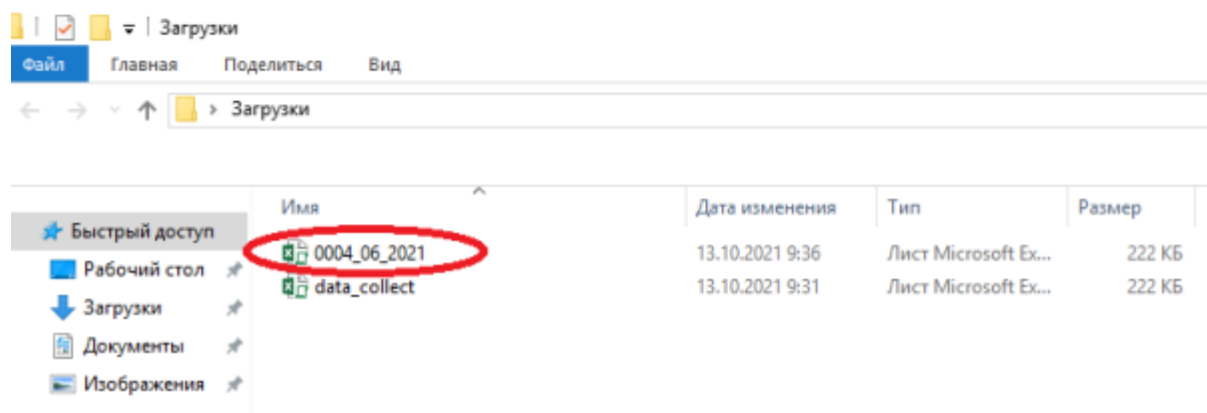 Загрузки
Файл Главная Поделиться Вид
Загрузки
Имя Дата изменения Тип Размер
Быстрый доступ
0004_06_2021 13.10.2021 9:36 Лист Microsoft Ex... 222 КБ
Рабочий стол
data_collect 13.10.2021 9:31 Лист Microsoft Ex... 222 КБ
Загрузки
Документы
Изображения